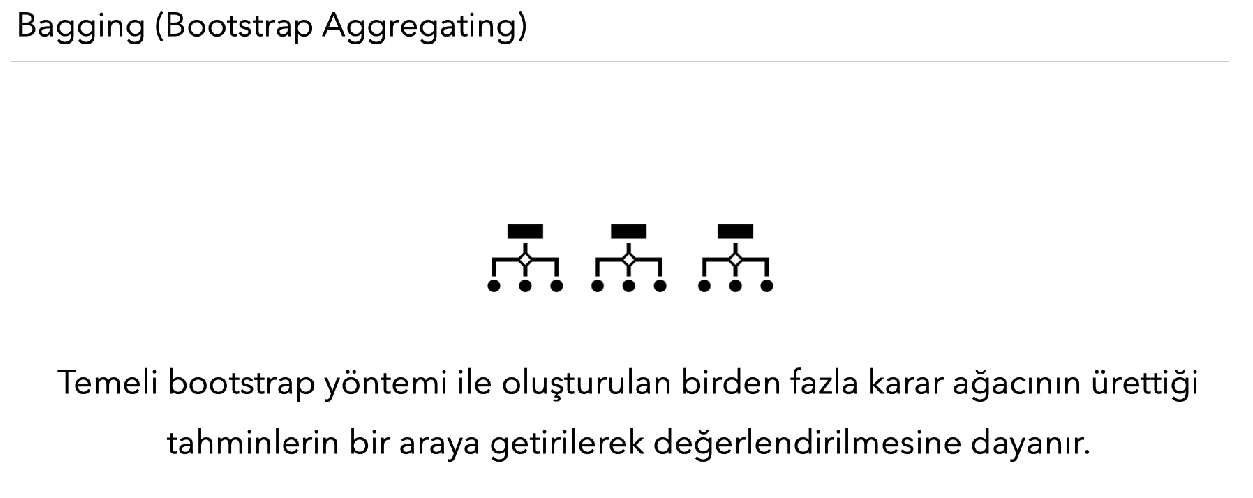 Bagging (Bootstrap Aggregating)
Temeli bootstrap yöntemi ile oluşturulan birden fazla karar ağacının ürettiği
tahminlerin bir araya getirilerek değerlendirilmesine dayanır.